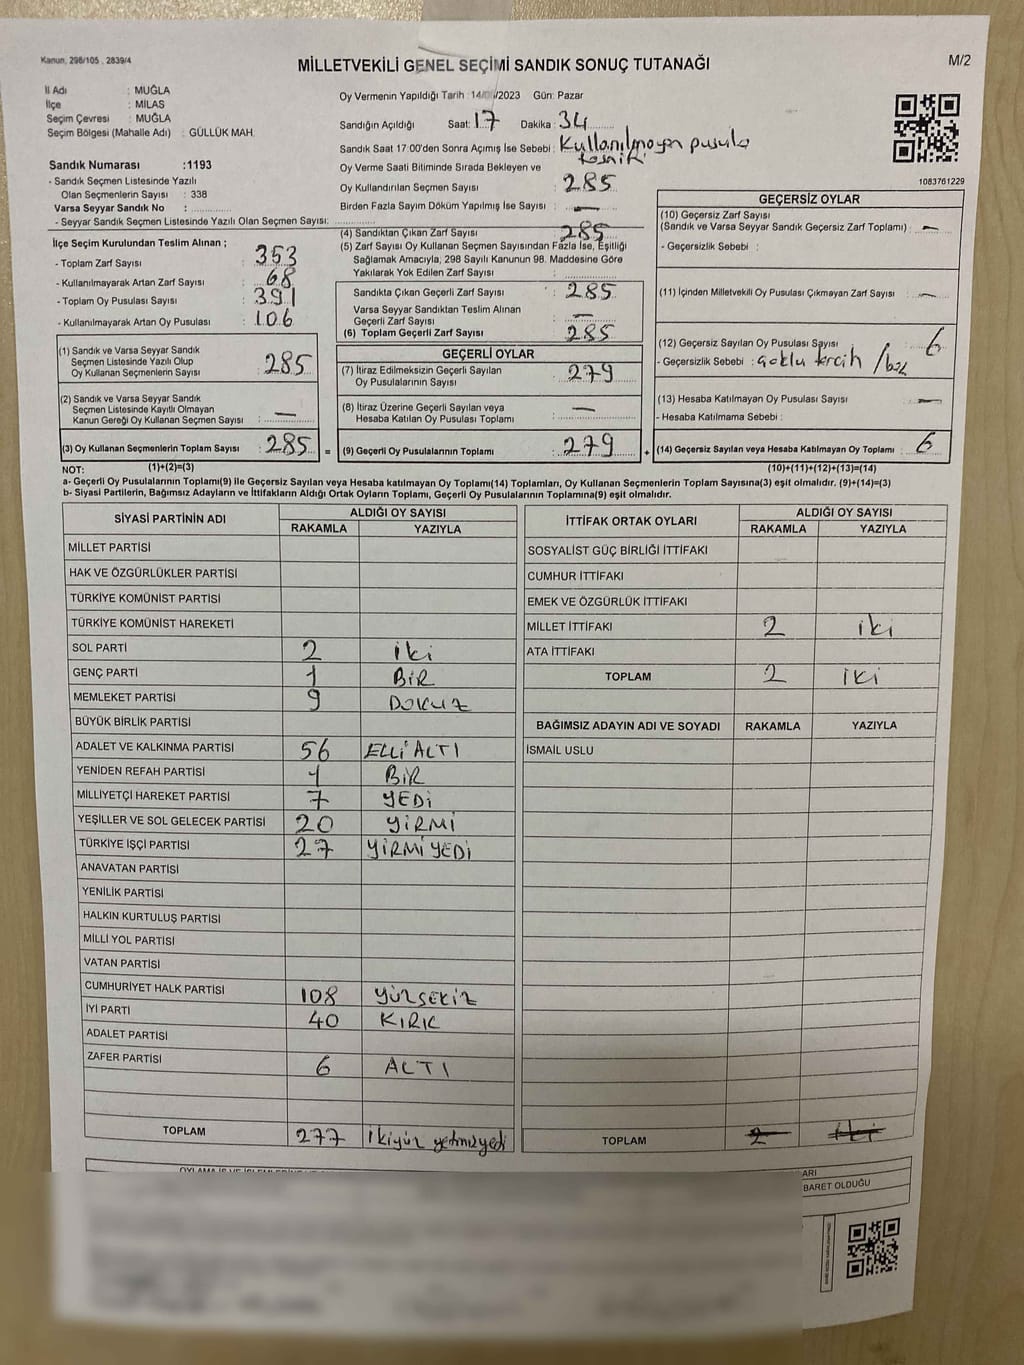 Kanun, 298/105 , 2839/4
MİLLETVEKİLİ GENEL SEÇİMİ SANDIK SONUÇ TUTANAĞI
M/2
İl Adı : MUĞLA
İlçe : MİLAS
Seçim Çevresi : MUĞLA
Seçim Bölgesi (Mahalle Adı) : GÜLLÜK MAH.
Sandık Numarası :1193
- Sandık Seçmen Listesinde Yazılı
Olan Seçmenlerin Sayısı : 338
Varsa Seyyar Sandık No :
- Seyyar Sandık Seçmen Listesinde Yazılı Olan Seçmen Sayısı:
Oy Vermenin Yapıldığı Tarih : 14/ /2023 Gün: Pazar
Sandığın Açıldığı Saat: 17 Dakika : 34
Sandık Saat 17:00'den Sonra Açımış İse Sebebi : Kullanılmayan pusula
Oy Verme Saati Bitiminde Sırada Bekleyen ve
Oy Kullandırılan Seçmen Sayısı : 285
Birden Fazla Sayım Döküm Yapılmış İse Sayısı : —
1083761229
İlçe Seçim Kurulundan Teslim Alınan ;
- Toplam Zarf Sayısı : 353
- Kullanılmayarak Artan Zarf Sayısı : 68
- Toplam Oy Pusulası Sayısı : 391
- Kullanılmayarak Artan Oy Pusulası : 106
(4) Sandıktan Çıkan Zarf Sayısı : 285
(5) Zarf Sayısı Oy Kullanan Seçmen Sayısından Fazla İse, Eşitliği
Sağlamak Amacıyla, 298 Sayılı Kanunun 98. Maddesine Göre
Yakılarak Yok Edilen Zarf Sayısı :
Sandıkta Çıkan Geçerli Zarf Sayısı : 285
Varsa Seyyar Sandıktan Teslim Alınan
Geçerli Zarf Sayısı : —
(6) Toplam Geçerli Zarf Sayısı : 285
GEÇERSİZ OYLAR
(10) Geçersiz Zarf Sayısı
(Sandık ve Varsa Seyyar Sandık Geçersiz Zarf Toplamı) : —
- Geçersizlik Sebebi :
(11) İçinden Milletvekili Oy Pusulası Çıkmayan Zarf Sayısı : —
(12) Geçersiz Sayılan Oy Pusulası Sayısı : 6
- Geçersizlik Sebebi : çoklu tercih /
(13) Hesaba Katılmayan Oy Pusulası Sayısı : —
- Hesaba Katılmama Sebebi :
(1) Sandık ve Varsa Seyyar Sandık
Seçmen Listesinde Yazılı Olup
Oy Kullanan Seçmenlerin Sayısı : 285
(2) Sandık ve Varsa Seyyar Sandık
Seçmen Listesinde Kayıtlı Olmayan
Kanun Gereği Oy Kullanan Seçmen Sayısı : —
(3) Oy Kullanan Seçmenlerin Toplam Sayısı : 285 =
GEÇERLİ OYLAR
(7) İtiraz Edilmeksizin Geçerli Sayılan
Oy Pusulalarının Sayısı : 279
(8) İtiraz Üzerine Geçerli Sayılan veya
Hesaba Katılan Oy Pusulası Toplamı : —
(9) Geçerli Oy Pusulalarının Toplamı : 279 +
(14) Geçersiz Sayılan veya Hesaba Katılmayan Oy Toplamı : 6
NOT: (1)+(2)=(3) (10)+(11)+(12)+(13)=(14)
a- Geçerli Oy Pusulalarının Toplamı(9) ile Geçersiz Sayılan veya Hesaba katılmayan Oy Toplamı(14) Toplamları, Oy Kullanan Seçmenlerin Toplam Sayısına(3) eşit olmalıdır. (9)+(14)=(3)
b- Siyasi Partilerin, Bağımsız Adayların ve İttifakların Aldığı Ortak Oyların Toplamı, Geçerli Oy Pusulalarının Toplamına(9) eşit olmalıdır.
SİYASİ PARTİNİN ADI ALDIĞI OY SAYISI
RAKAMLA YAZIYLA
MİLLET PARTİSİ
HAK VE ÖZGÜRLÜKLER PARTİSİ
TÜRKİYE KOMÜNİST PARTİSİ
TÜRKİYE KOMÜNİST HAREKETİ
SOL PARTİ 2 iki
GENÇ PARTİ 1 BİR
MEMLEKET PARTİSİ 9 DOKUZ
BÜYÜK BİRLİK PARTİSİ
ADALET VE KALKINMA PARTİSİ 56 ELLİ ALTI
YENİDEN REFAH PARTİSİ 1 BİR
MİLLİYETÇİ HAREKET PARTİSİ 7 YEDİ
YEŞİLLER VE SOL GELECEK PARTİSİ 20 YİRMİ
TÜRKİYE İŞÇİ PARTİSİ 27 YİRMİ YEDİ
ANAVATAN PARTİSİ
YENİLİK PARTİSİ
HALKIN KURTULUŞ PARTİSİ
MİLLİ YOL PARTİSİ
VATAN PARTİSİ
CUMHURİYET HALK PARTİSİ 108 YÜZSEKİZ
İYİ PARTİ 40 KIRK
ADALET PARTİSİ
ZAFER PARTİSİ 6 ALTI
TOPLAM 277 ikiyüz yetmişyedi
İTTİFAK ORTAK OYLARI ALDIĞI OY SAYISI
RAKAMLA YAZIYLA
SOSYALİST GÜÇ BİRLİĞİ İTTİFAKI
CUMHUR İTTİFAKI
EMEK VE ÖZGÜRLÜK İTTİFAKI
MİLLET İTTİFAKI 2 iki
ATA İTTİFAKI
TOPLAM 2 iKi
BAĞIMSIZ ADAYIN ADI VE SOYADI RAKAMLA YAZIYLA
İSMAİL USLU
TOPLAM 2 iki
BARET OLDUĞU